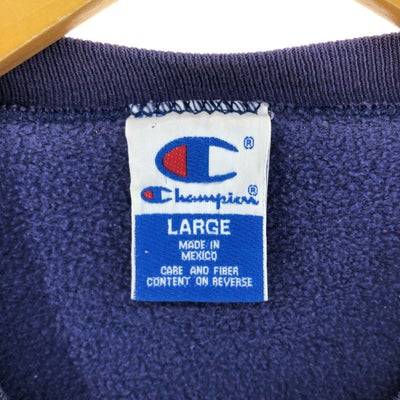 ®
Champion®
LARGE
MADE IN
MEXICO
CARE AND FIBER
CONTENT ON REVERSE